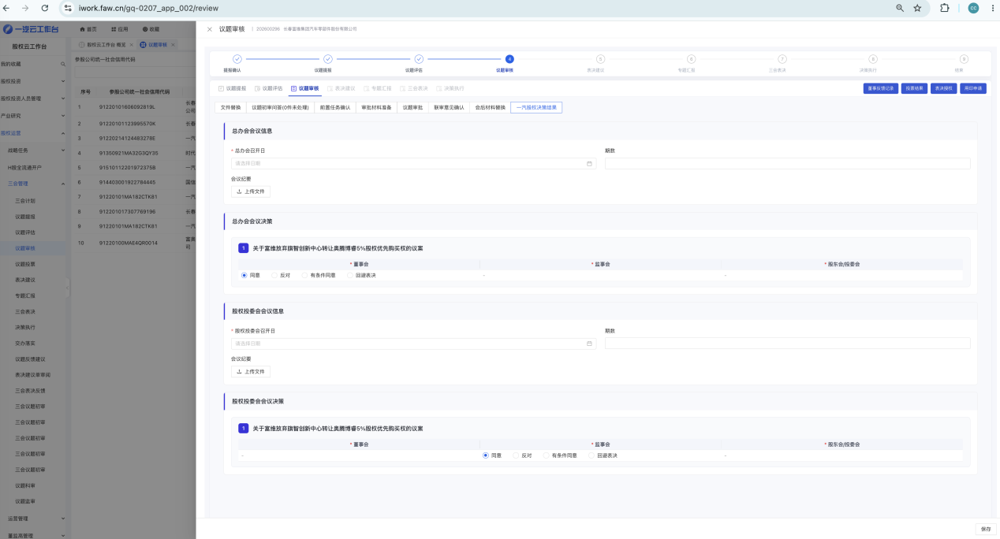 iwork.faw.cn/gq-0207_app_002/review
CC
一汽云工作台
首页 应用 收藏
股权云工作台
股权云工作台 概览 × 议题审核 ×
我的收藏
股权投资
股权投资人员管理
产业研究
股权运营
战略任务
H股全流通开户
三会管理
三会计划
议题提报
议题评估
议题审核
议题投票
表决建议
专题汇报
三会表决
决策执行
交办落实
议题反馈建议
表决建议审审阅
三会表决反馈
三会议题初审
三会议题初审
三会议题初审
三会议题初审
三会议题初审
议题科审
议题监审
运营管理
董监高管理
参股公司统一社会信用代码
序号 参股公司统一社会信用代码
1 91220101606092819L 长春 公司
2 91220101123995570K 长春
3 91220214124483278E 一汽
4 91350921MA32G3QY35 时代
5 91510112201972375B 一汽
6 914403001922784445 国信
7 91220101MA182CTK81 一汽
8 912201017307769196 长春
9 91220101MA182CTK81 一汽
10 91220100MAE4QR0014 富奥 司
× 议题审核 | 202600296 长春富维集团汽车零部件股份有限公司
4 5 6 7 8 9
提报确认 议题提报 议题评估 议题审核 表决建议 专题汇报 三会表决 决策执行 结束
议题提报 议题评估 议题审核 表决建议 专题汇报 三会表决 决策执行
董事反馈记录 投票结果 表决授权 用印申请
文件替换 议题初审问答(0件未处理) 前置任务确认 审批材料准备 议题审批 联审意见确认 会后材料替换 一汽股权决策结果
总办会会议信息
* 总办会召开日 期数
请选择日期
会议纪要
上传文件
总办会会议决策
1 关于富维放弃旗智创新中心转让奥腾博睿5%股权优先购买权的议案
* 董事会 * 监事会 * 股东会/投委会
同意 反对 有条件同意 回避表决 - -
股权投委会会议信息
* 股权投委会召开日 期数
请选择日期
会议纪要
上传文件
股权投委会会议决策
1 关于富维放弃旗智创新中心转让奥腾博睿5%股权优先购买权的议案
* 董事会 * 监事会 * 股东会/投委会
- 同意 反对 有条件同意 回避表决 -
保存